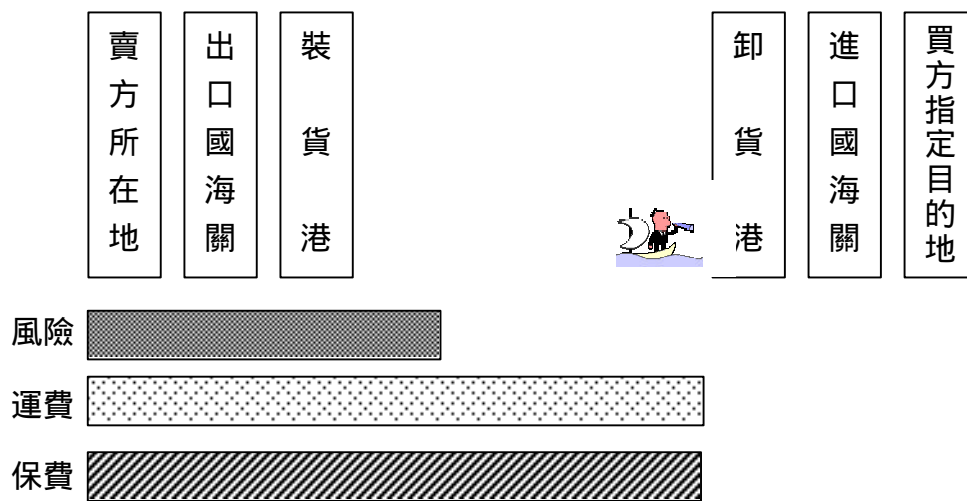 賣方所在地
出口國海關
裝貨港
卸貨港
進口國海關
買方指定目的地
風險
運費
保費